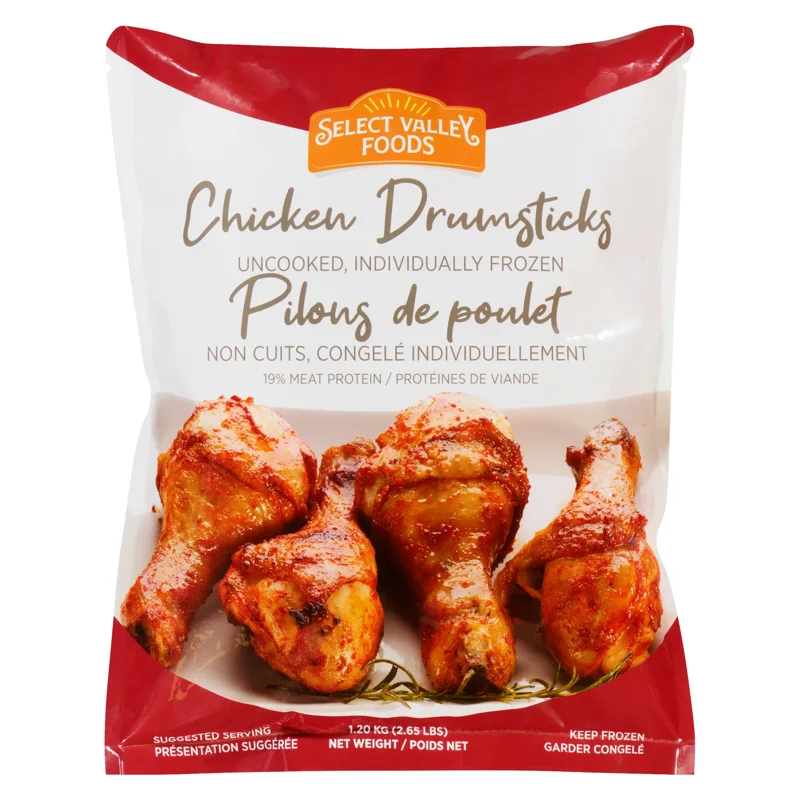 SELECT VALLEY
FOODS
Chicken Drumsticks
UNCOOKED, INDIVIDUALLY FROZEN
Pilons de poulet
NON CUITS, CONGELÉ INDIVIDUELLEMENT
19% MEAT PROTEIN / PROTÉINES DE VIANDE
SUGGESTED SERVING
PRÉSENTATION SUGGÉRÉE
1.20 KG (2.65 LBS)
NET WEIGHT / POIDS NET
KEEP FROZEN
GARDER CONGELÉ